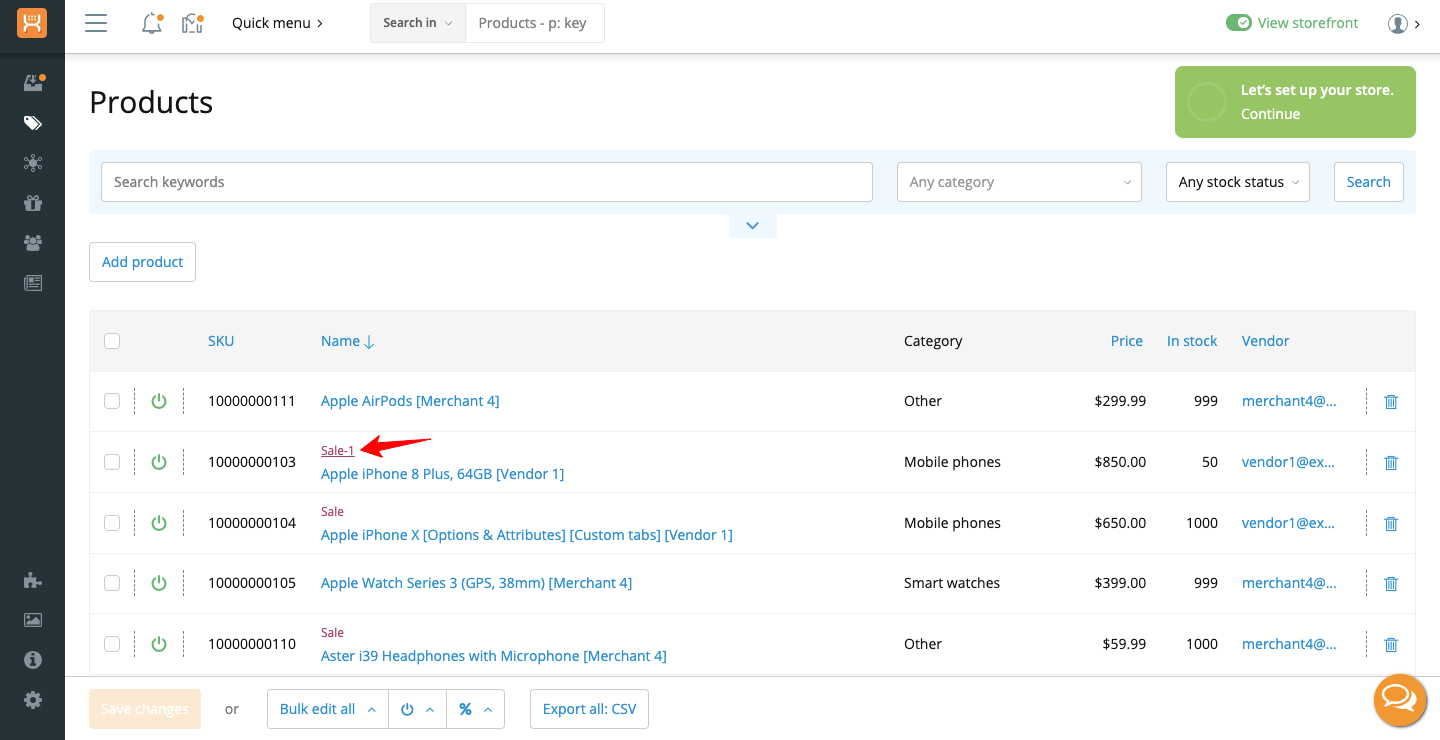 Quick menu
Search in
Products - p: key
View storefront
Products
Let's set up your store.
Continue
Search keywords
Any category
Any stock status
Search
Add product
SKU Name Category Price In stock Vendor
10000000111 Apple AirPods [Merchant 4] Other $299.99 999 merchant4@...
Sale-1
10000000103 Apple iPhone 8 Plus, 64GB [Vendor 1] Mobile phones $850.00 50 vendor1@ex...
Sale
10000000104 Apple iPhone X [Options & Attributes] [Custom tabs] [Vendor 1] Mobile phones $650.00 1000 vendor1@ex...
10000000105 Apple Watch Series 3 (GPS, 38mm) [Merchant 4] Smart watches $399.00 999 merchant4@...
Sale
10000000110 Aster i39 Headphones with Microphone [Merchant 4] Other $59.99 1000 merchant4@...
Save changes or Bulk edit all % Export all: CSV